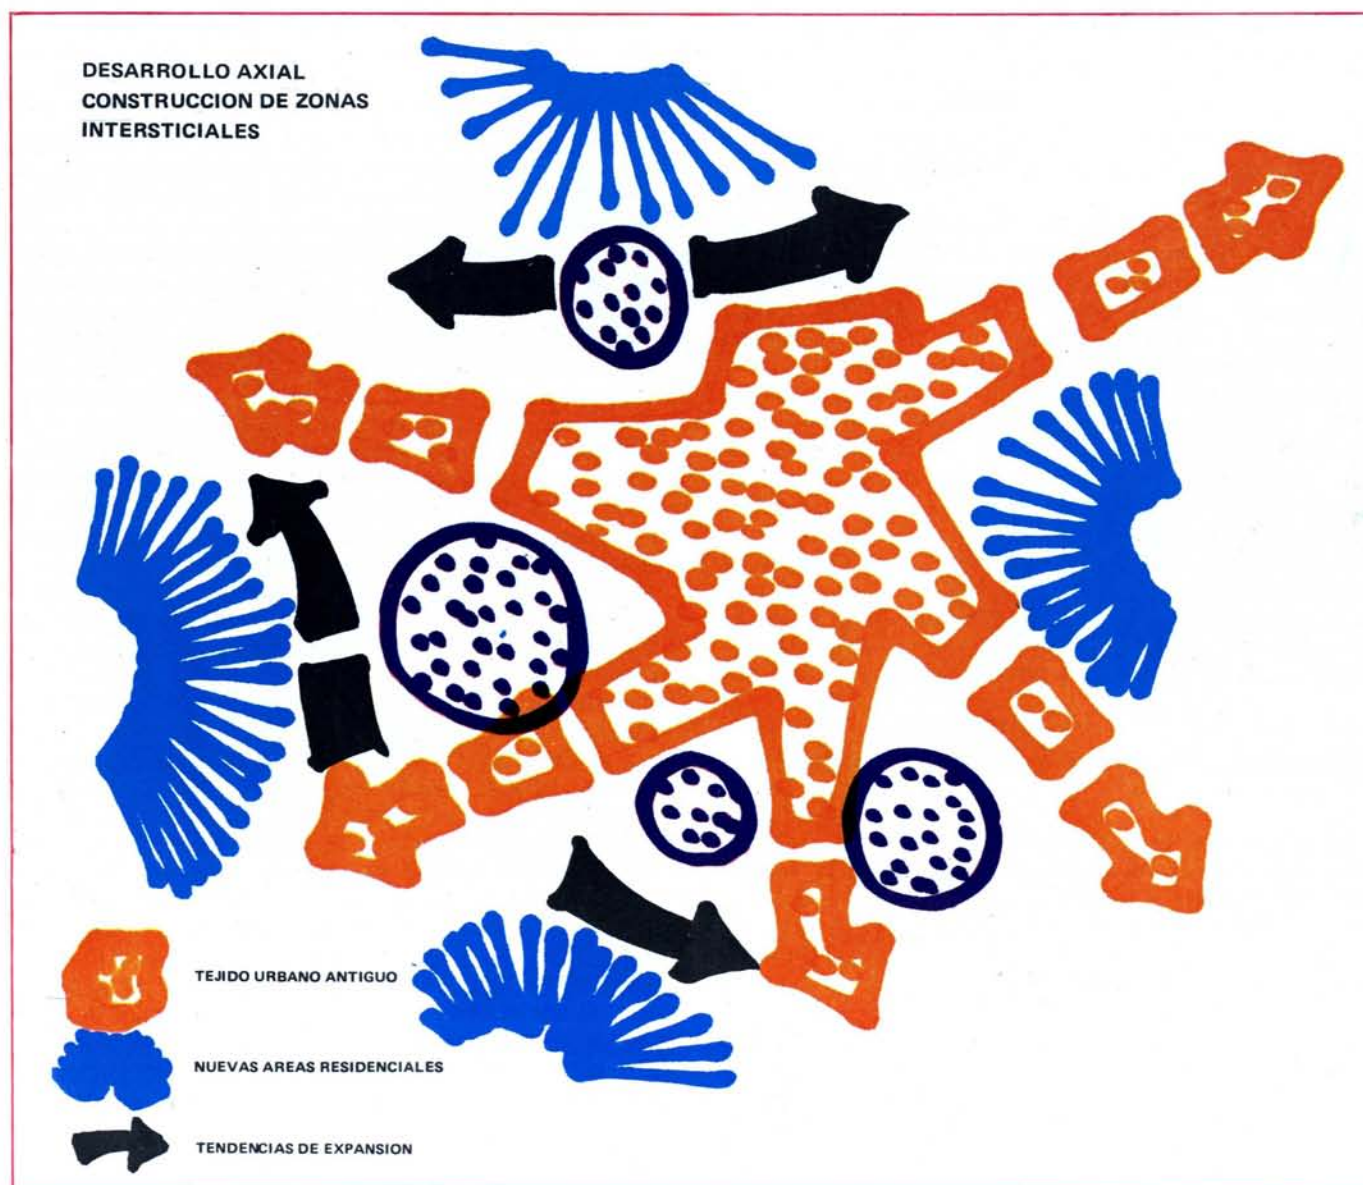 DESARROLLO AXIAL
CONSTRUCCION DE ZONAS
INTERSTICIALES
TEJIDO URBANO ANTIGUO
NUEVAS AREAS RESIDENCIALES
TENDENCIAS DE EXPANSION